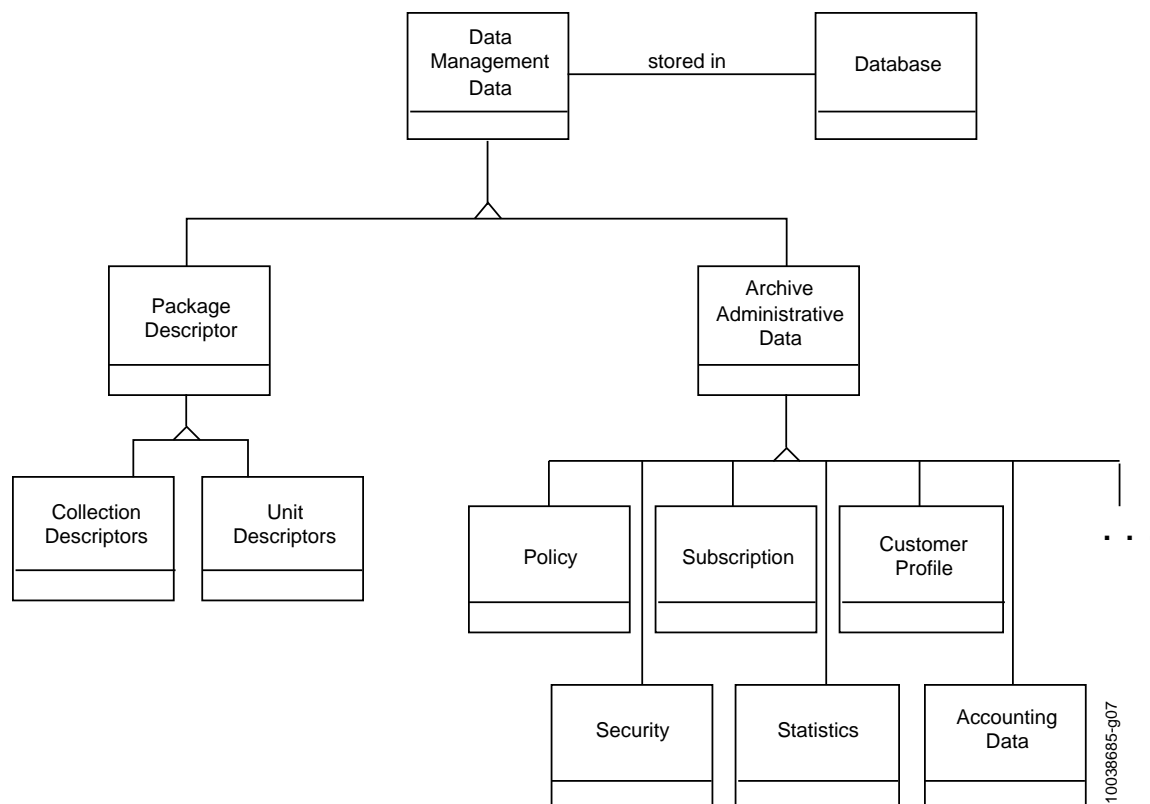 Data
Management
Data
stored in
Database
Package
Descriptor
Archive
Administrative
Data
Collection
Descriptors
Unit
Descriptors
Policy
Subscription
Customer
Profile
. .
Security
Statistics
Accounting
Data
10038685-g07